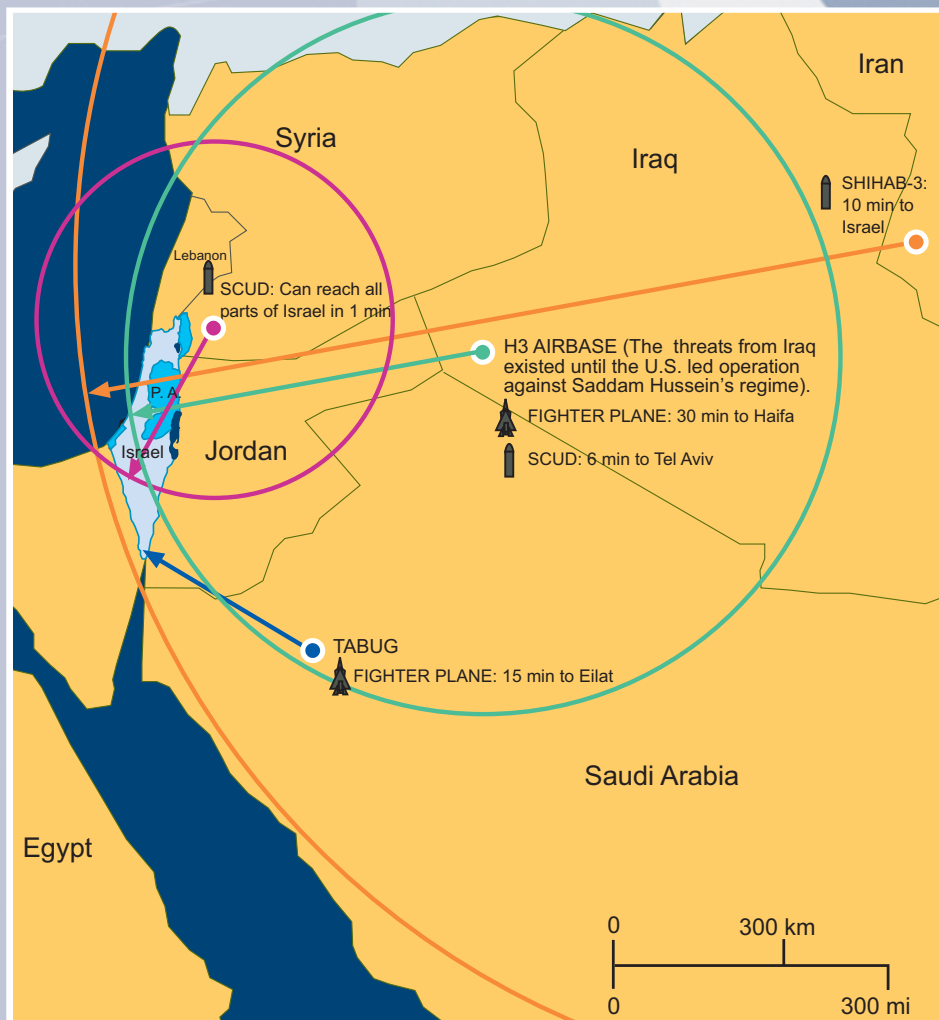 Iran
Syria
Iraq
SHIHAB-3:
10 min to
Israel
Lebanon
SCUD: Can reach all
parts of Israel in 1 min
H3 AIRBASE (The threats from Iraq
existed until the U.S. led operation
against Saddam Hussein's regime).
P. A.
FIGHTER PLANE: 30 min to Haifa
Israel
Jordan
SCUD: 6 min to Tel Aviv
TABUG
FIGHTER PLANE: 15 min to Eilat
Saudi Arabia
Egypt
0 300 km
0 300 mi